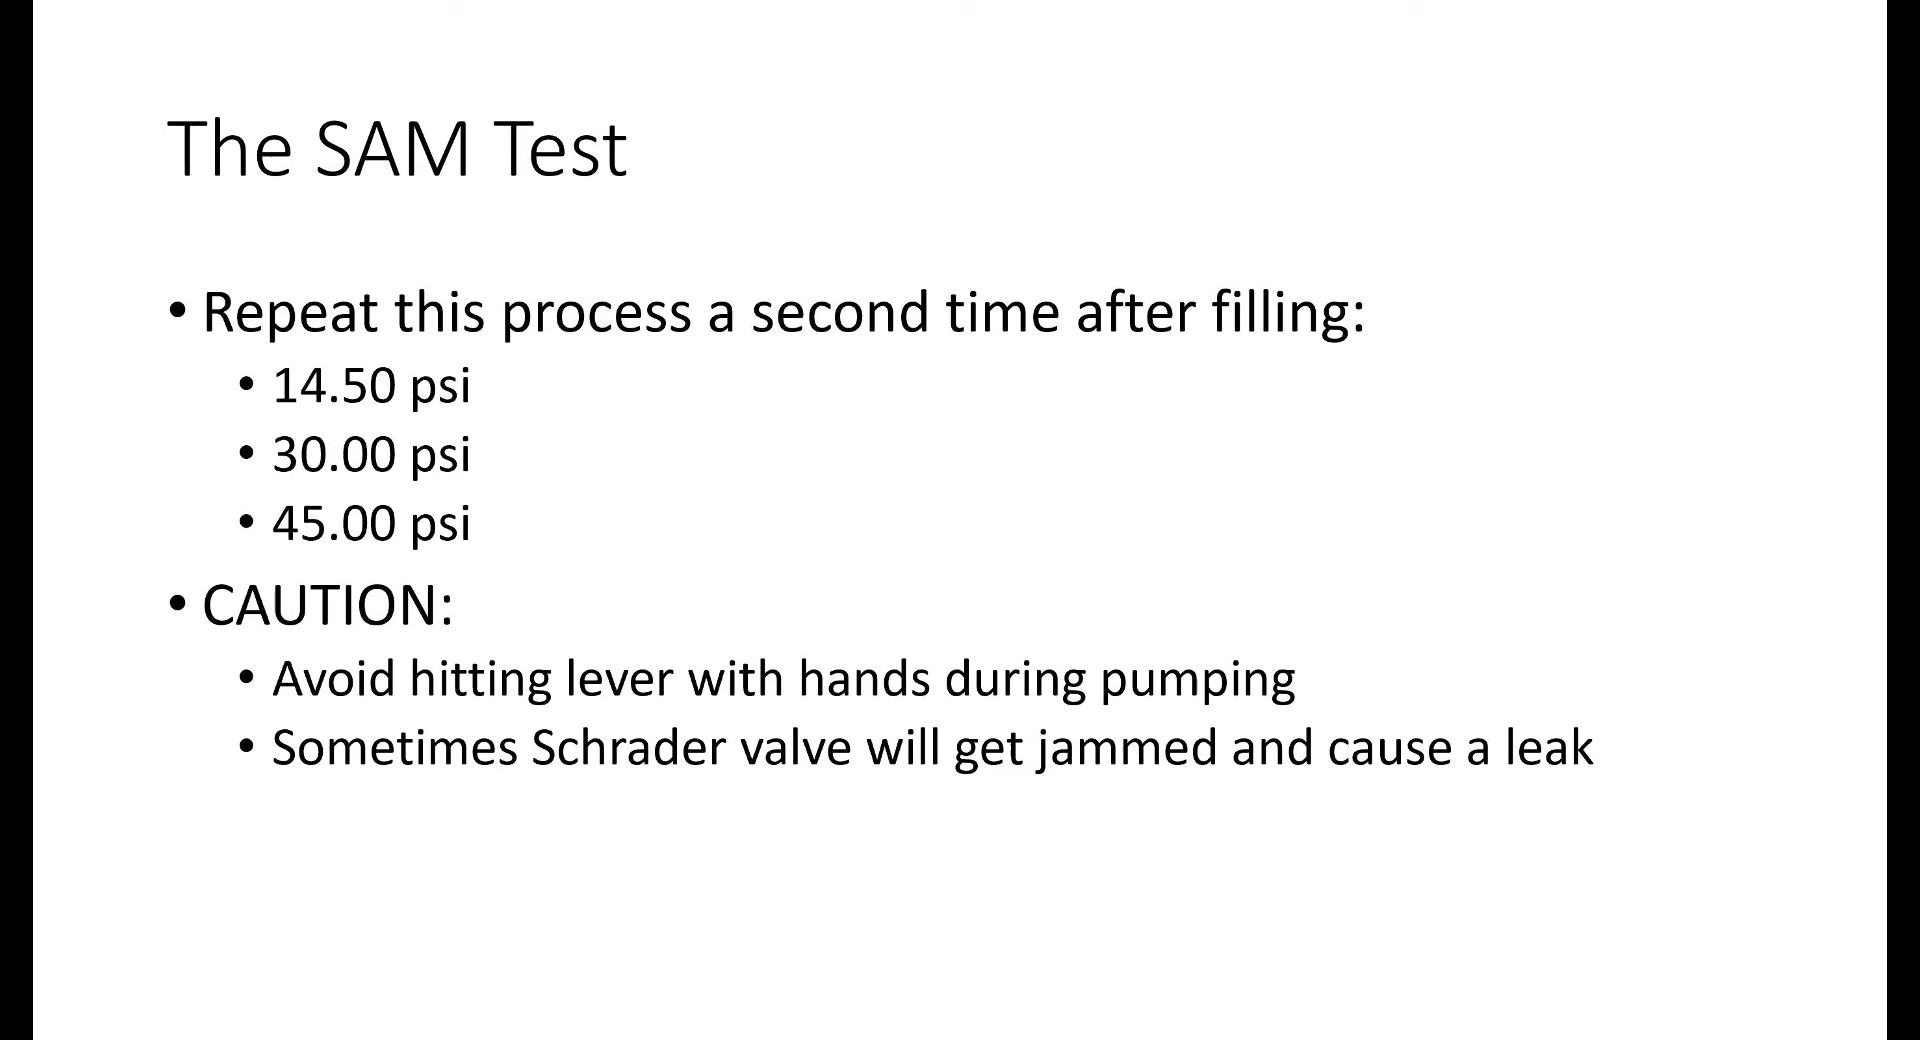 The SAM Test
• Repeat this process a second time after filling:
• 14.50 psi
• 30.00 psi
• 45.00 psi
• CAUTION:
• Avoid hitting lever with hands during pumping
• Sometimes Schrader valve will get jammed and cause a leak